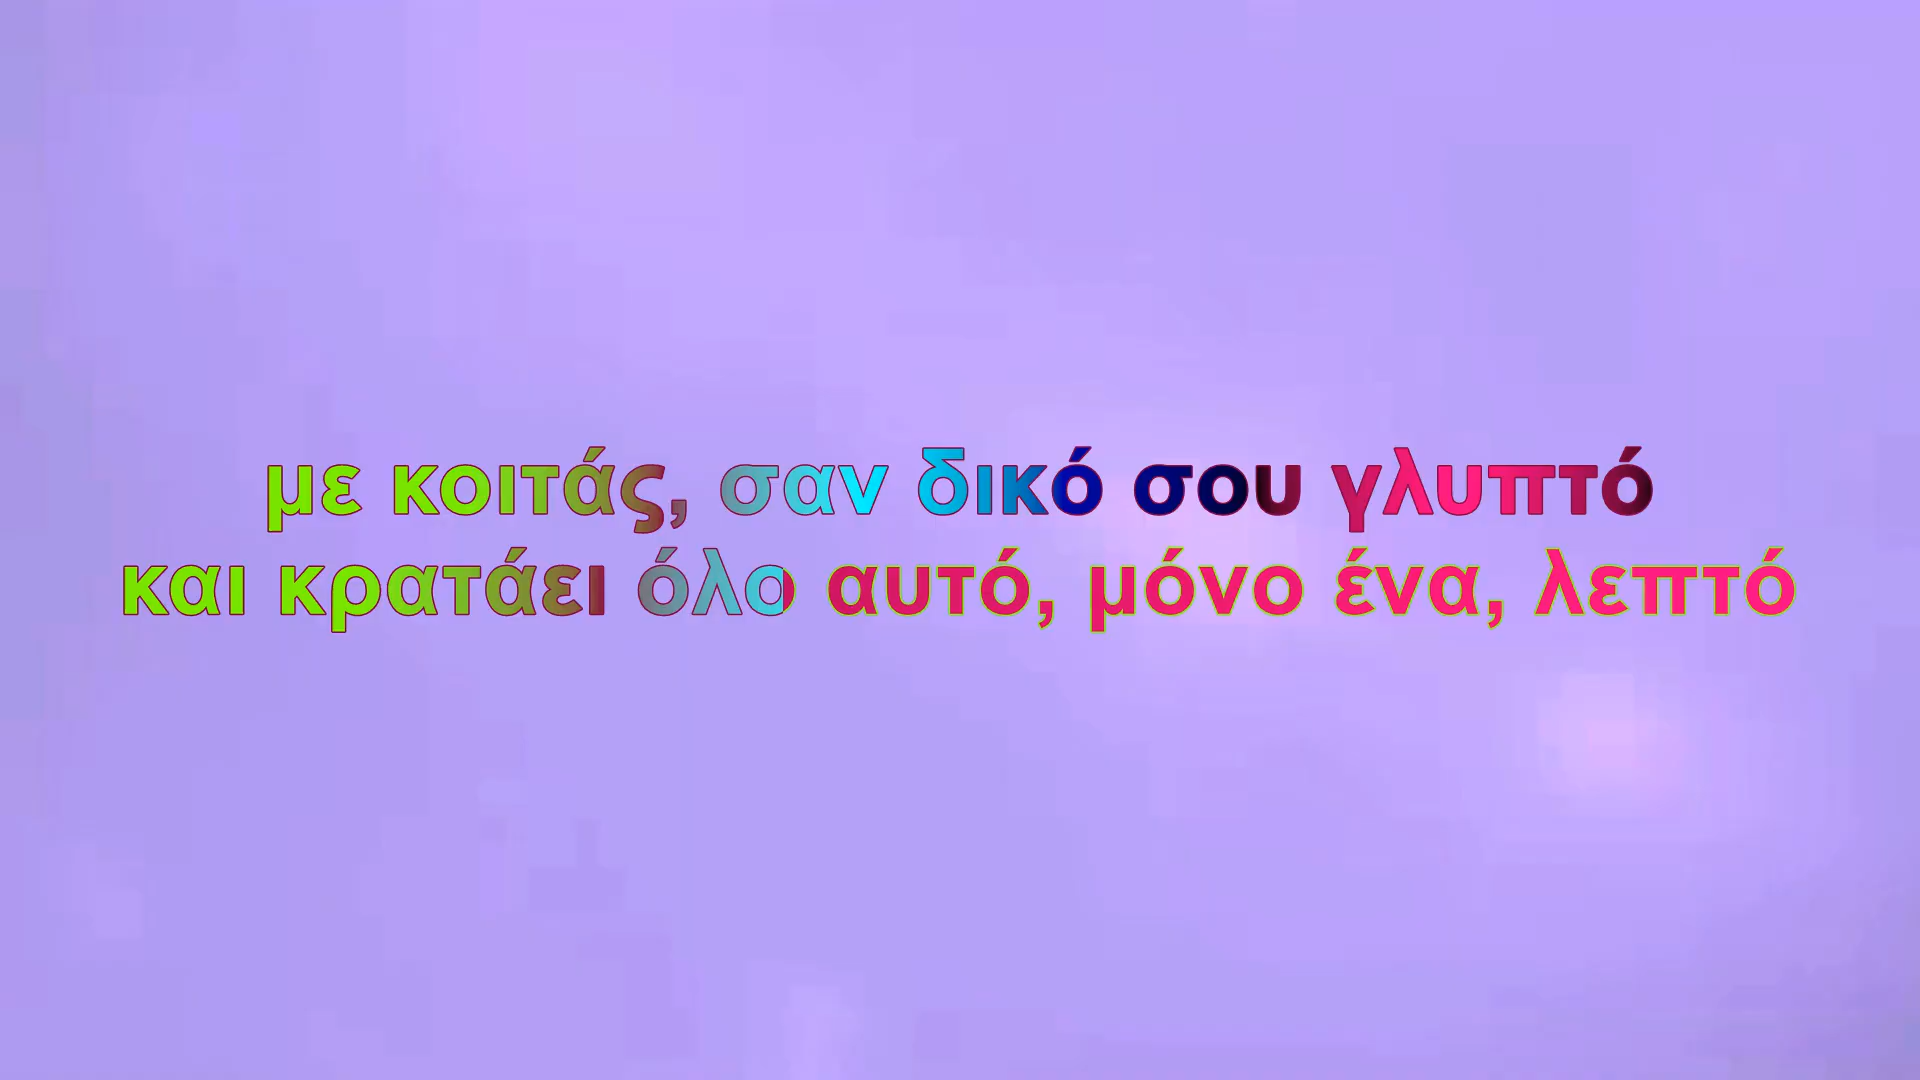 με κοιτάς, σαν δικό σου γλυπτό
και κρατάει όλο αυτό, μόνο ένα, λεπτό